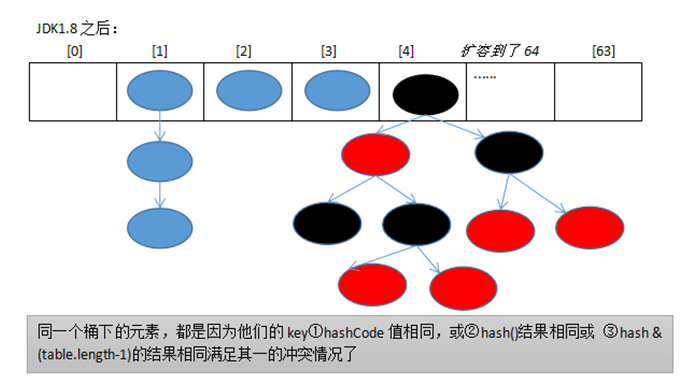 JDK1.8 之后：
[0] [1] [2] [3] [4] 扩容到了 64 [63]
......
同一个桶下的元素，都是因为他们的 key①hashCode 值相同，或②hash()结果相同或 ③hash &
(table.length-1)的结果相同满足其一的冲突情况了